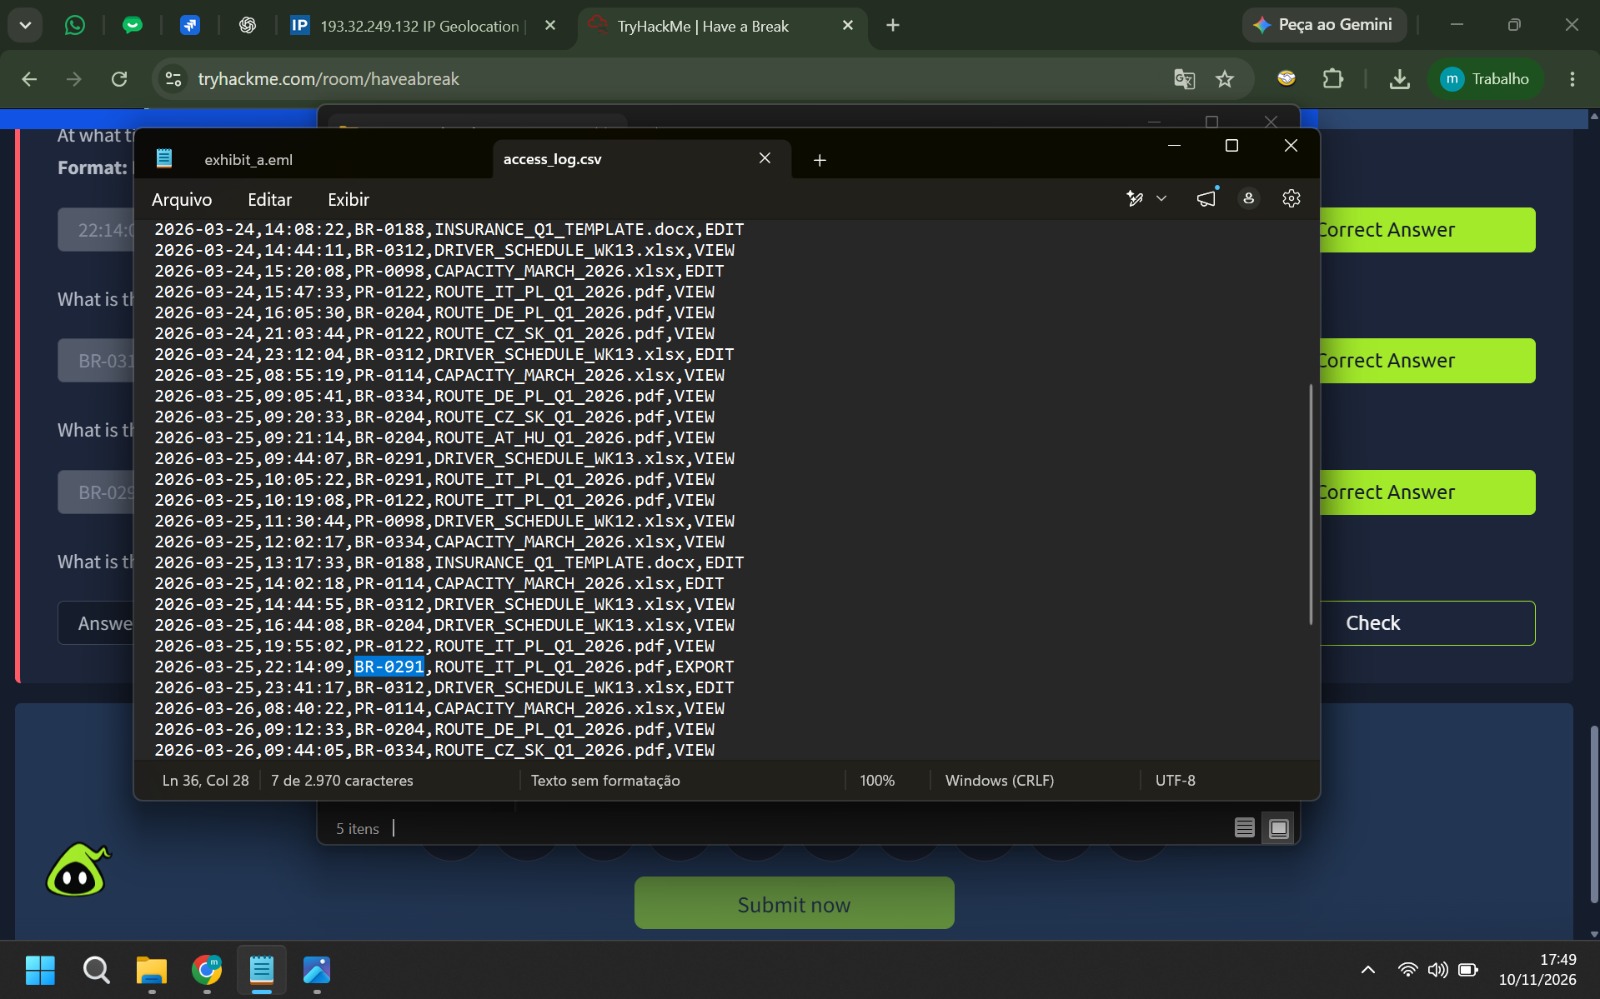 193.32.249.132 IP Geolocation
TryHackMe | Have a Break
Peça ao Gemini
tryhackme.com/room/haveabreak
m
Trabalho
At what ti
Format:
22:14:0
Correct Answer
What is th
BR-031
Correct Answer
What is th
BR-029
Correct Answer
What is th
Answe
Check
exhibit_a.eml
access_log.csv
Arquivo
Editar
Exibir
2026-03-24,14:08:22,BR-0188,INSURANCE_Q1_TEMPLATE.docx,EDIT
2026-03-24,14:44:11,BR-0312,DRIVER_SCHEDULE_WK13.xlsx,VIEW
2026-03-24,15:20:08,PR-0098,CAPACITY_MARCH_2026.xlsx,EDIT
2026-03-24,15:47:33,PR-0122,ROUTE_IT_PL_Q1_2026.pdf,VIEW
2026-03-24,16:05:30,BR-0204,ROUTE_DE_PL_Q1_2026.pdf,VIEW
2026-03-24,21:03:44,PR-0122,ROUTE_CZ_SK_Q1_2026.pdf,VIEW
2026-03-24,23:12:04,BR-0312,DRIVER_SCHEDULE_WK13.xlsx,EDIT
2026-03-25,08:55:19,PR-0114,CAPACITY_MARCH_2026.xlsx,VIEW
2026-03-25,09:05:41,BR-0334,ROUTE_DE_PL_Q1_2026.pdf,VIEW
2026-03-25,09:20:33,BR-0204,ROUTE_CZ_SK_Q1_2026.pdf,VIEW
2026-03-25,09:21:14,BR-0204,ROUTE_AT_HU_Q1_2026.pdf,VIEW
2026-03-25,09:44:07,BR-0291,DRIVER_SCHEDULE_WK13.xlsx,VIEW
2026-03-25,10:05:22,BR-0291,ROUTE_IT_PL_Q1_2026.pdf,VIEW
2026-03-25,10:19:08,PR-0122,ROUTE_IT_PL_Q1_2026.pdf,VIEW
2026-03-25,11:30:44,PR-0098,DRIVER_SCHEDULE_WK12.xlsx,VIEW
2026-03-25,12:02:17,BR-0334,CAPACITY_MARCH_2026.xlsx,VIEW
2026-03-25,13:17:33,BR-0188,INSURANCE_Q1_TEMPLATE.docx,EDIT
2026-03-25,14:02:18,PR-0114,CAPACITY_MARCH_2026.xlsx,EDIT
2026-03-25,14:44:55,BR-0312,DRIVER_SCHEDULE_WK13.xlsx,VIEW
2026-03-25,16:44:08,BR-0204,DRIVER_SCHEDULE_WK13.xlsx,VIEW
2026-03-25,19:55:02,PR-0122,ROUTE_IT_PL_Q1_2026.pdf,VIEW
2026-03-25,22:14:09,BR-0291,ROUTE_IT_PL_Q1_2026.pdf,EXPORT
2026-03-25,23:41:17,BR-0312,DRIVER_SCHEDULE_WK13.xlsx,EDIT
2026-03-26,08:40:22,PR-0114,CAPACITY_MARCH_2026.xlsx,VIEW
2026-03-26,09:12:33,BR-0204,ROUTE_DE_PL_Q1_2026.pdf,VIEW
2026-03-26,09:44:05,BR-0334,ROUTE_CZ_SK_Q1_2026.pdf,VIEW
Ln 36, Col 28
7 de 2.970 caracteres
Texto sem formatação
100%
Windows (CRLF)
UTF-8
5 itens
Submit now
17:49
10/11/2026